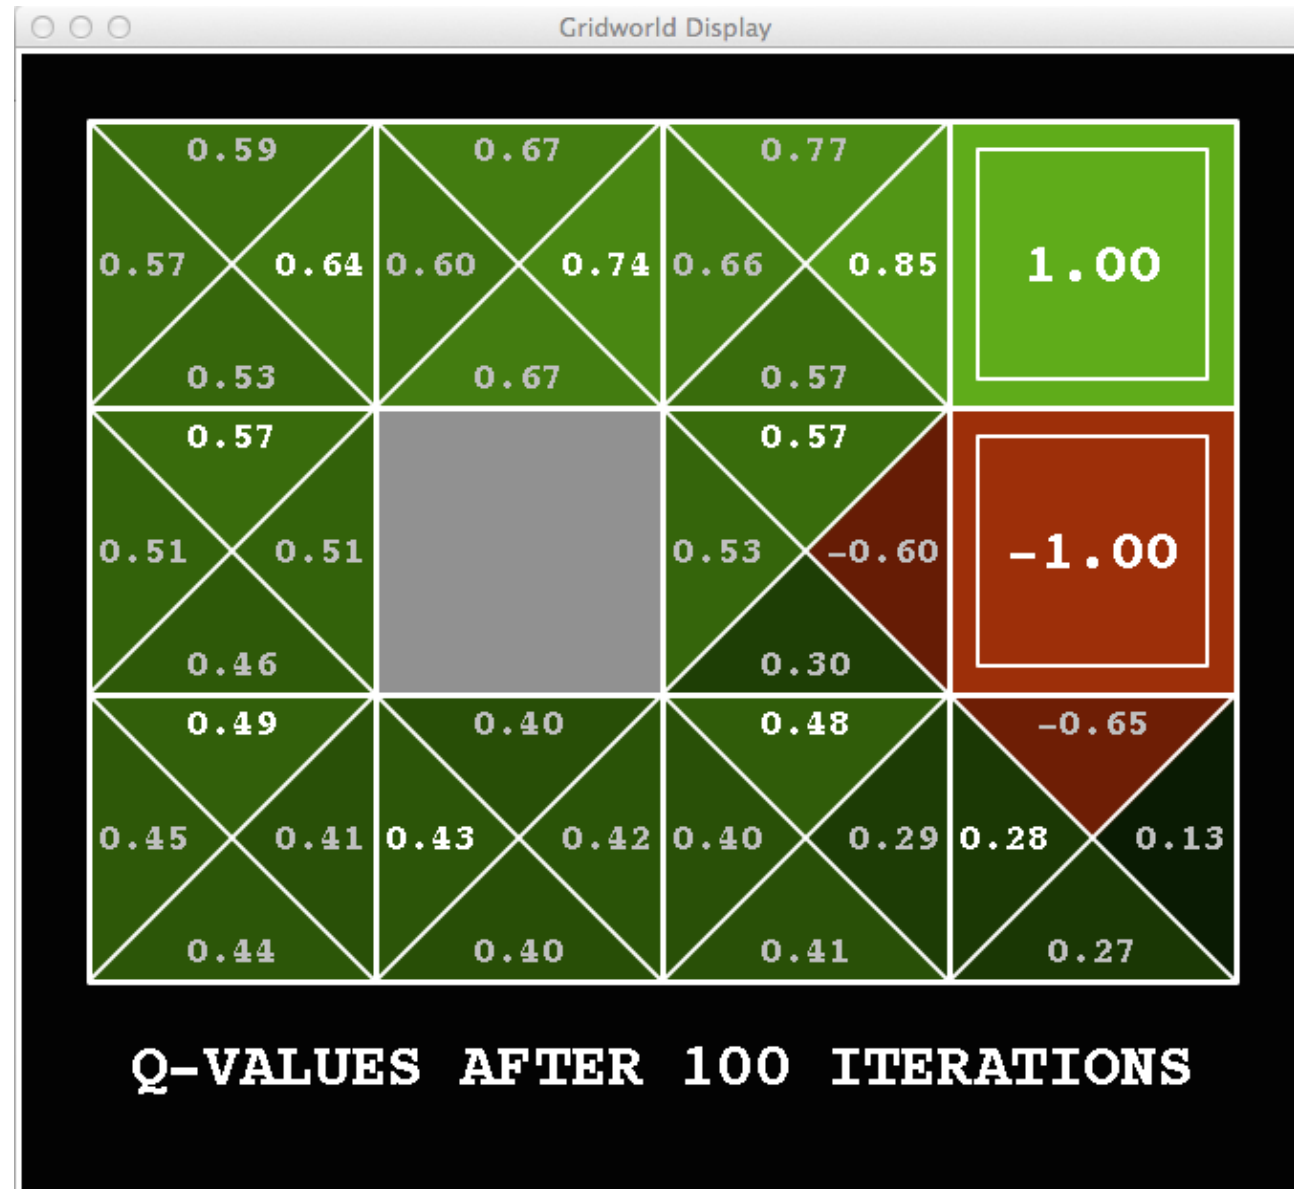 Gridworld Display
0.59 0.67 0.77
0.57 0.64 0.60 0.74 0.66 0.85 1.00
0.53 0.67 0.57
0.57 0.57
0.51 0.51 0.53 -0.60 -1.00
0.46 0.30
0.49 0.40 0.48 -0.65
0.45 0.41 0.43 0.42 0.40 0.29 0.28 0.13
0.44 0.40 0.41 0.27
Q-VALUES AFTER 100 ITERATIONS